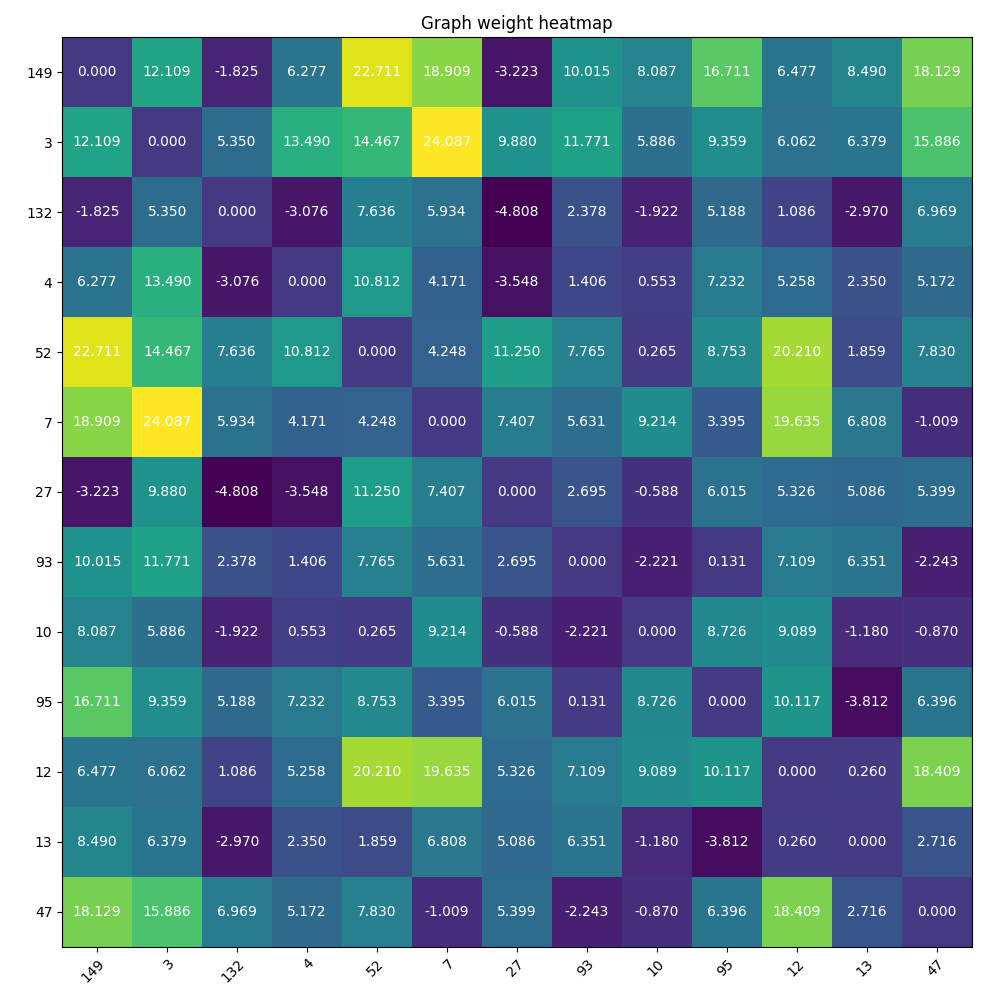 Graph weight heatmap
149 0.000 12.109 -1.825 6.277 22.711 18.909 -3.223 10.015 8.087 16.711 6.477 8.490 18.129
3 12.109 0.000 5.350 13.490 14.467 24.087 9.880 11.771 5.886 9.359 6.062 6.379 15.886
132 -1.825 5.350 0.000 -3.076 7.636 5.934 -4.808 2.378 -1.922 5.188 1.086 -2.970 6.969
4 6.277 13.490 -3.076 0.000 10.812 4.171 -3.548 1.406 0.553 7.232 5.258 2.350 5.172
52 22.711 14.467 7.636 10.812 0.000 4.248 11.250 7.765 0.265 8.753 20.210 1.859 7.830
7 18.909 24.087 5.934 4.171 4.248 0.000 7.407 5.631 9.214 3.395 19.635 6.808 -1.009
27 -3.223 9.880 -4.808 -3.548 11.250 7.407 0.000 2.695 -0.588 6.015 5.326 5.086 5.399
93 10.015 11.771 2.378 1.406 7.765 5.631 2.695 0.000 -2.221 0.131 7.109 6.351 -2.243
10 8.087 5.886 -1.922 0.553 0.265 9.214 -0.588 -2.221 0.000 8.726 9.089 -1.180 -0.870
95 16.711 9.359 5.188 7.232 8.753 3.395 6.015 0.131 8.726 0.000 10.117 -3.812 6.396
12 6.477 6.062 1.086 5.258 20.210 19.635 5.326 7.109 9.089 10.117 0.000 0.260 18.409
13 8.490 6.379 -2.970 2.350 1.859 6.808 5.086 6.351 -1.180 -3.812 0.260 0.000 2.716
47 18.129 15.886 6.969 5.172 7.830 -1.009 5.399 -2.243 -0.870 6.396 18.409 2.716 0.000
149 3 132 4 52 7 27 93 10 95 12 13 47